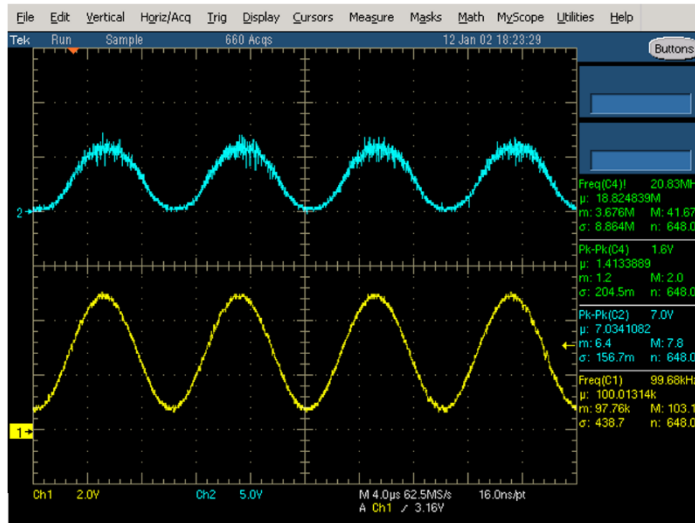 File Edit Vertical Horiz/Acq Trig Display Cursors Measure Masks Math MyScope Utilities Help
Tek Run Sample 660 Acqs 12 Jan 02 18:23:29
Buttons
Freq(C4)! 20.83M
μ: 18.824839M
m: 3.676M M: 41.67
σ: 8.864M n: 648.0
Pk-Pk(C4) 1.6V
μ: 1.4133889
m: 1.2 M: 2.0
σ: 204.5m n: 648.0
2
Pk-Pk(C2) 7.0V
μ: 7.0341082
m: 6.4 M: 7.8
σ: 156.7m n: 648.0
Freq(C1) 99.68kHz
μ: 100.01314k
m: 97.76k M: 103.1
σ: 438.7 n: 648.0
1
Ch1 2.0V Ch2 5.0V M 4.0μs 62.5MS/s 16.0ns/pt
A Ch1 / 3.16V